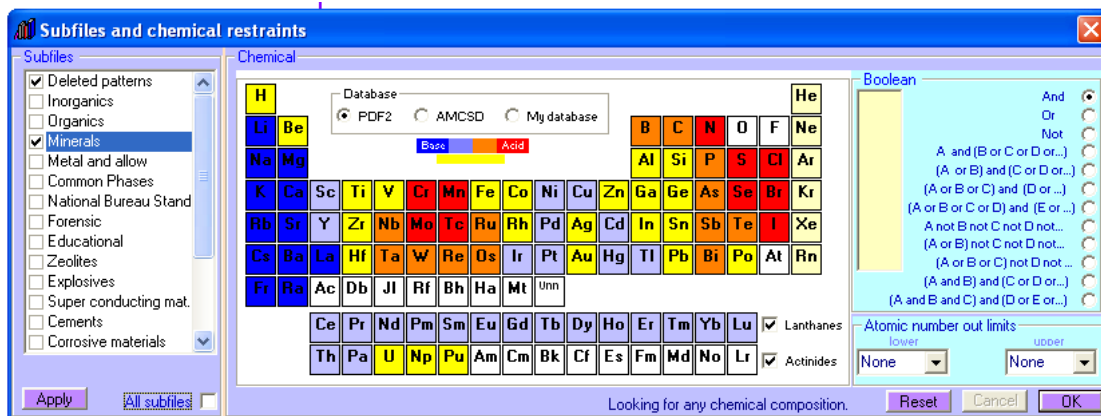 Subfiles and chemical restraints
Subfiles
Deleted patterns
Inorganics
Organics
Minerals
Metal and allow
Common Phases
National Bureau Stand
Forensic
Educational
Zeolites
Explosives
Super conducting mat.
Cements
Corrosive materials
Apply
All subfiles
Chemical
Database
PDF2 AMCSD My database
Base Acid
H He
Li Be B C N O F Ne
Na Mg Al Si P S Cl Ar
K Ca Sc Ti V Cr Mn Fe Co Ni Cu Zn Ga Ge As Se Br Kr
Rb Sr Y Zr Nb Mo Tc Ru Rh Pd Ag Cd In Sn Sb Te I Xe
Cs Ba La Hf Ta W Re Os Ir Pt Au Hg Tl Pb Bi Po At Rn
Fr Ra Ac Db Jl Rf Bh Ha Mt Unn
Ce Pr Nd Pm Sm Eu Gd Tb Dy Ho Er Tm Yb Lu Lanthanes
Th Pa U Np Pu Am Cm Bk Cf Es Fm Md No Lr Actinides
Looking for any chemical composition.
Boolean
And
Or
Not
A and (B or C or D or...)
(A or B) and (C or D or...)
(A or B or C) and (D or...)
(A or B or C or D) and (E or ...)
A not B not C not D not...
(A or B) not C not D not...
(A or B or C) not D not ...
(A and B) and (C or D or...)
(A and B and C) and (D or E or...)
Atomic number out limits
lower upper
None None
Reset Cancel OK